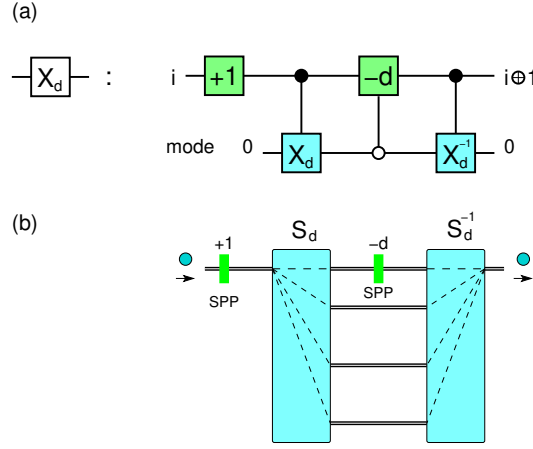 (a)
X_d : i +1 −d i⊕1
mode 0 X_d X_d^{-1} 0
(b)
S_d S_d^{-1}
+1 −d
SPP SPP